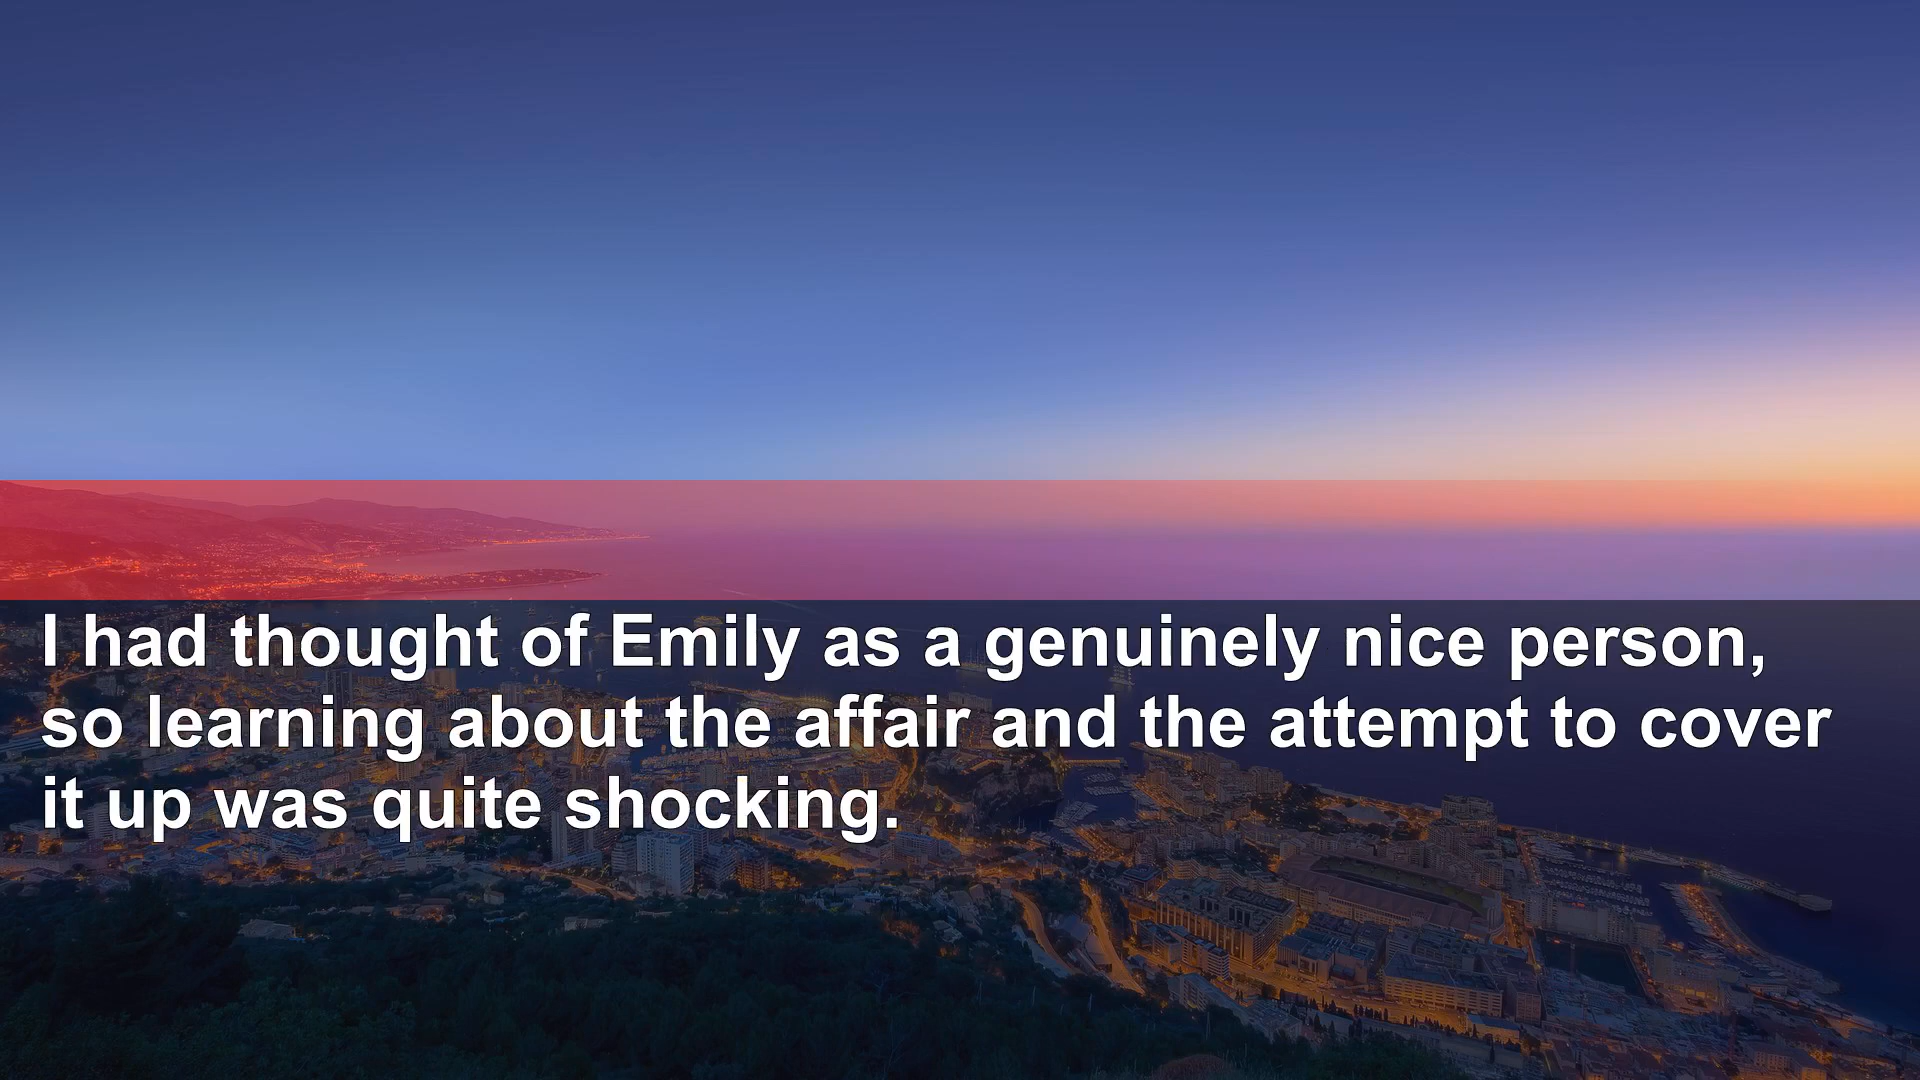 I had thought of Emily as a genuinely nice person,
so learning about the affair and the attempt to cover
it up was quite shocking.